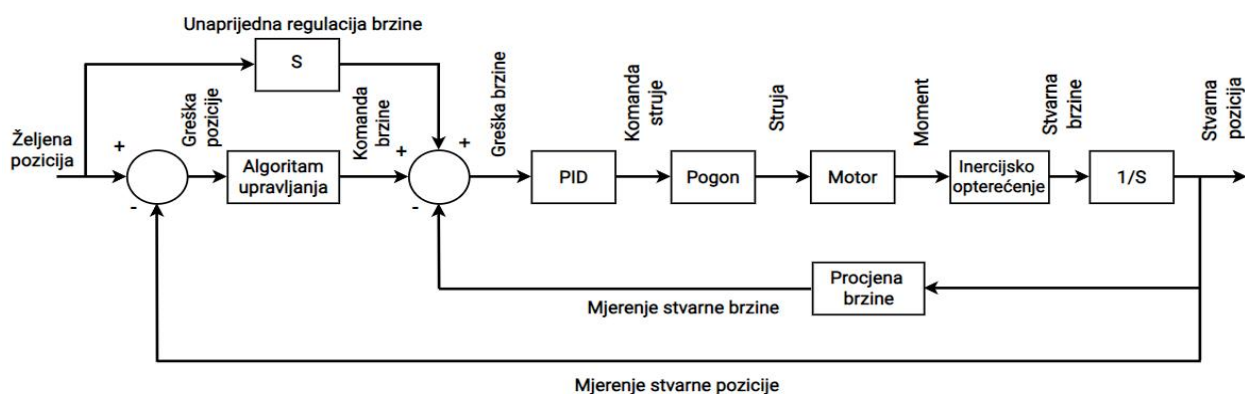 Unaprijedna regulacija brzine
S
Željena
pozicija
+
-
Greška
pozicije
Algoritam
upravljanja
Komanda
brzine
+
+
-
Greška brzine
PID
Komanda
struje
Pogon
Struja
Motor
Moment
Inercijsko
opterećenje
Stvarna
brzine
1/S
Stvarna
pozicija
Procjena
brzine
Mjerenje stvarne brzine
Mjerenje stvarne pozicije